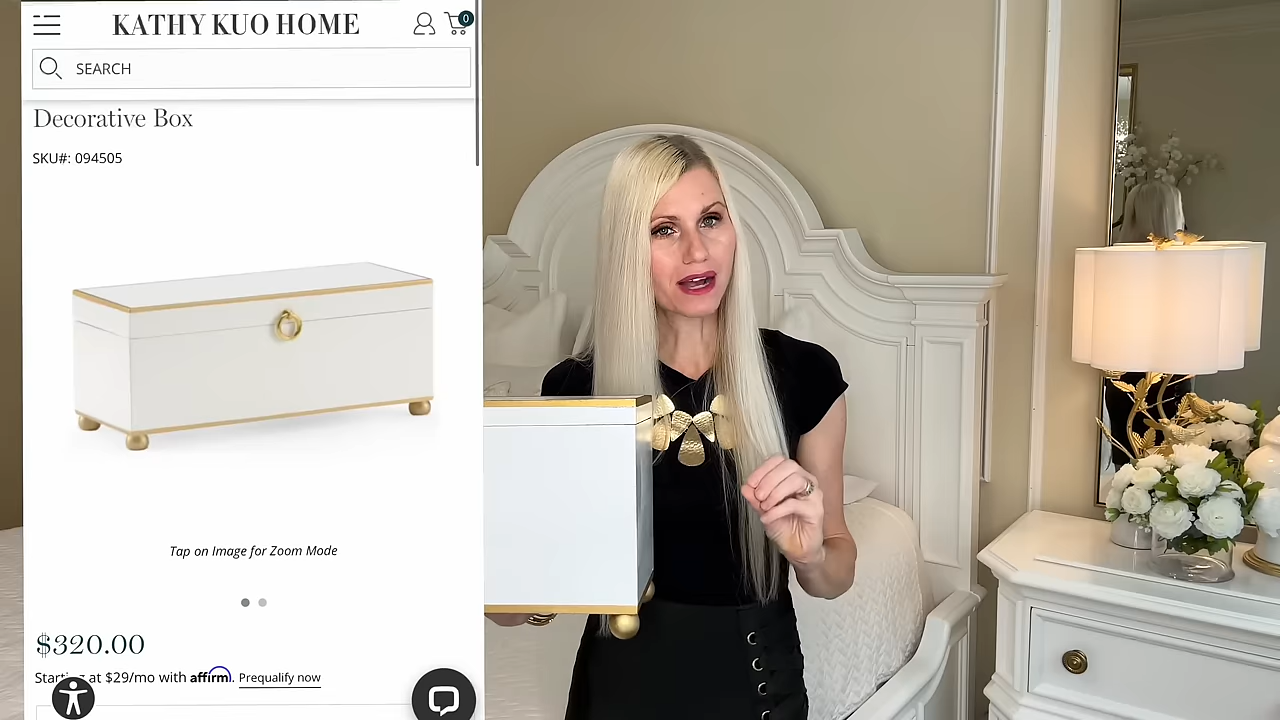 KATHY KUO HOME
0
SEARCH
Decorative Box
SKU#: 094505
Tap on Image for Zoom Mode
$320.00
at $29/mo with affirm. Prequalify now